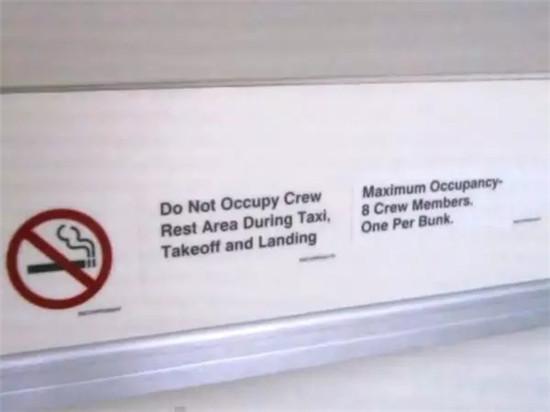 Do Not Occupy Crew
Rest Area During Taxi,
Takeoff and Landing
Maximum Occupancy-
8 Crew Members.
One Per Bunk.